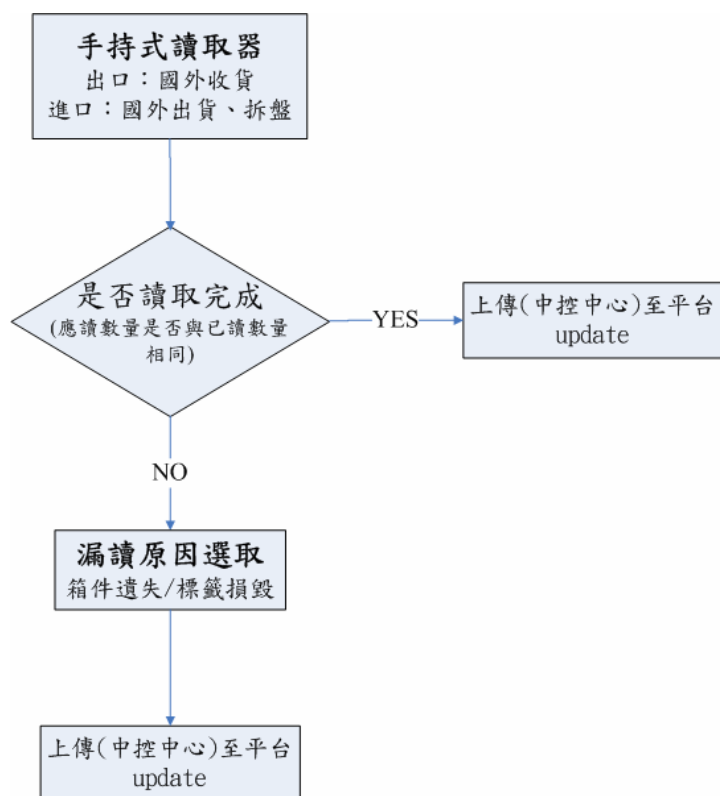 手持式讀取器
出口：國外收貨
進口：國外出貨、拆盤
是否讀取完成
(應讀數量是否與已讀數量
相同)
YES
上傳(中控中心)至平台
update
NO
漏讀原因選取
箱件遺失/標籤損毀
上傳(中控中心)至平台
update